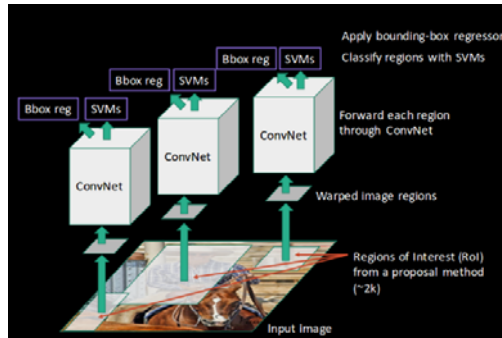 Apply bounding-box regressor
Bbox reg SVMs Classify regions with SVMs
Bbox reg SVMs
Bbox reg SVMs
Forward each region
through ConvNet
ConvNet
ConvNet
ConvNet
Warped image regions
Regions of Interest (RoI)
from a proposal method
(~2k)
Input image